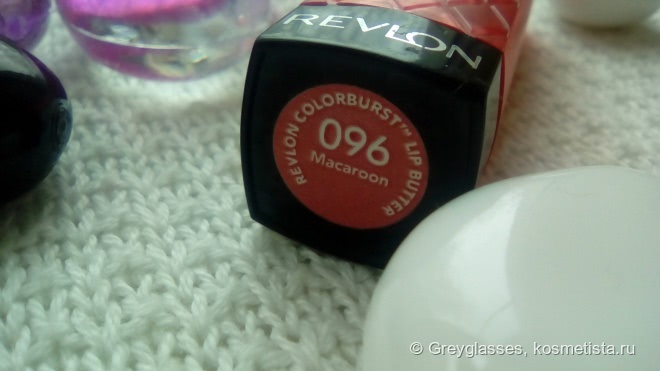 REVLON
REVLON COLORBURST™ LIP BUTTER
096
Macaroon
© Greyglasses, kosmetista.ru